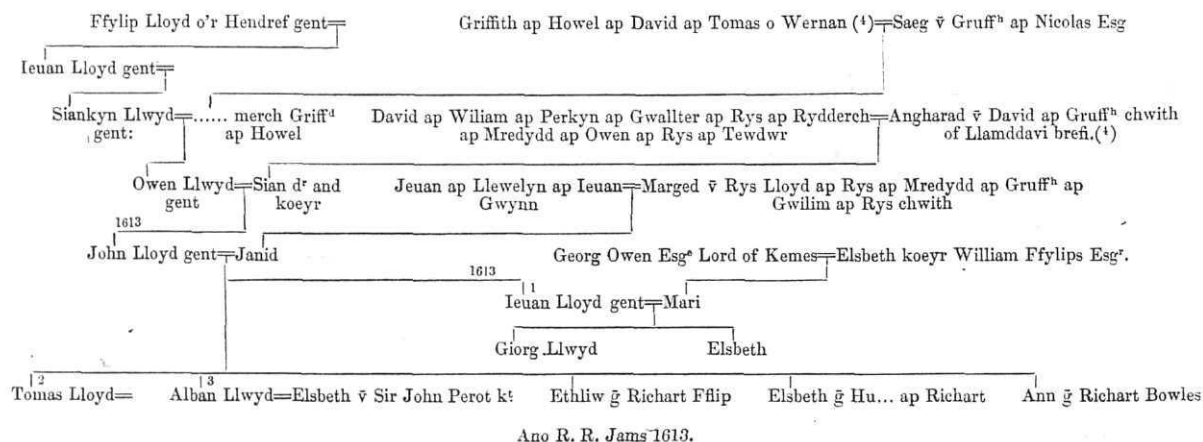 Ffylip Lloyd o'r Hendref gent= Griffith ap Howel ap David ap Tomas o Wernan (⁴)=Saeg v̄ Gruffʰ ap Nicolas Esg
Ieuan Lloyd gent=
Siankyn Llwyd=...... merch Griffᵈ David ap Wiliam ap Perkyn ap Gwallter ap Rys ap Rydderch=Angharad v̄ David ap Gruffʰ chwith
gent: ap Howel ap Mredydd ap Owen ap Rys ap Tewdwr of Llamddavi brefi.(⁴)
Owen Llwyd=Sian dʳ and Jeuan ap Llewelyn ap Ieuan=Marged v̄ Rys Lloyd ap Rys ap Mredydd ap Gruffʰ ap
gent koeyr Gwynn Gwilim ap Rys chwith
1613
John Lloyd gent=Janid Georg Owen Esgᵉ Lord of Kemes=Elsbeth koeyr William Ffylips Esgʳ.
1613
1
Ieuan Lloyd gent=Mari
Giorg Llwyd Elsbeth
2 3
Tomas Lloyd= Alban Llwyd=Elsbeth v̄ Sir John Perot kᵗ Ethliw ḡ Richart Fflip Elsbeth ḡ Hu... ap Richart Ann ḡ Richart Bowles
Ano R. R. Jams 1613.